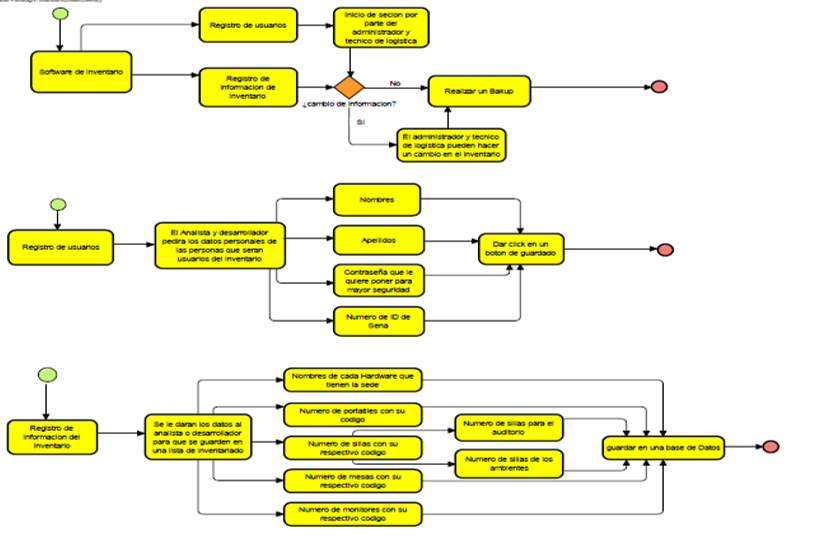 Registro de usuarios
Inicio de secion por
parte del
administrador y
tecnico de logistica
Software de inventario
Registro de
informacion de
inventario
No
Realizar un Bakup
¿cambio de informacion?
Si
El administrador y tecnico
de logistica pueden hacer
un cambio en el inventario
Registro de usuarios
El Analista y desarrollador
pedira los datos personales de
las personas que seran
usuarios del inventario
Nombres
Apellidos
Contraseña que le
quiere poner para
mayor seguridad
Numero de ID de
Sena
Dar click en un
boton de guardado
Registro de
informacion del
inventario
Se le daran los datos al
analista o desarrollador
para que se guarden en
una lista de inventariado
Nombres de cada Hardware que
tienen la sede
Numero de portatiles con su
codigo
Numero de sillas con su
respectivo codigo
Numero de mesas con su
respectivo codigo
Numero de monitores con su
respectivo codigo
Numero de sillas para el
auditorio
Numero de sillas de los
ambientes
guardar en una base de Datos